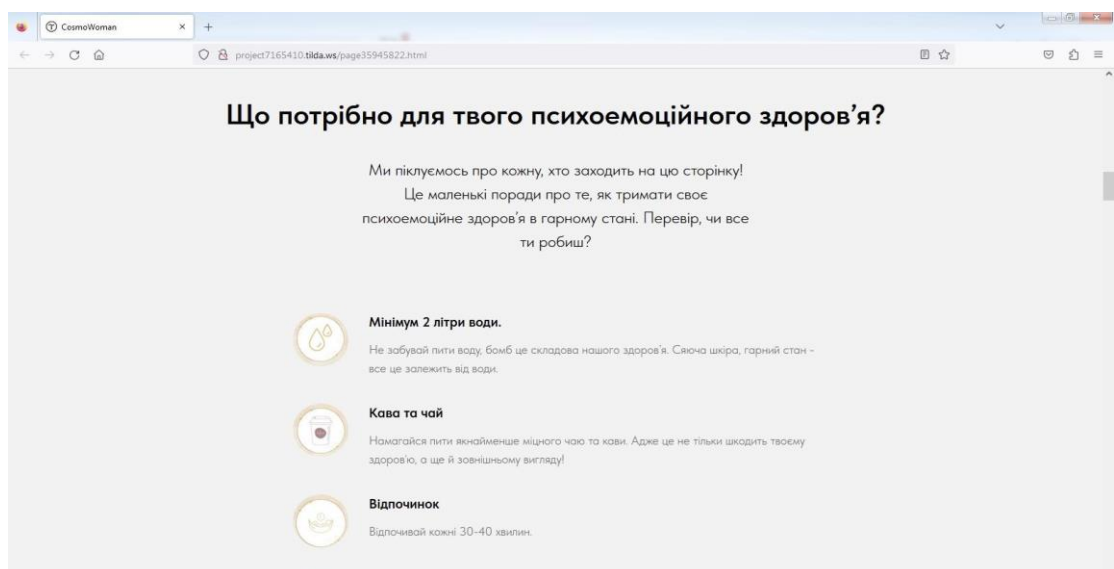 CosmoWoman
project7165410.tilda.ws/page35945822.html
Що потрібно для твого психоемоційного здоров'я?
Ми піклуємось про кожну, хто заходить на цю сторінку!
Це маленькі поради про те, як тримати своє
психоемоційне здоров'я в гарному стані. Перевір, чи все
ти робиш?
Мінімум 2 літри води.
Не забувай пити воду, бомб це складова нашого здоров'я. Сяюча шкіра, гарний стан -
все це залежить від води.
Кава та чай
Намагайся пити якнайменше міцного чаю та кави. Адже це не тільки шкодить твоєму
здоров'ю, а ще й зовнішньому вигляду!
Відпочинок
Відпочивай кожні 30-40 хвилин.